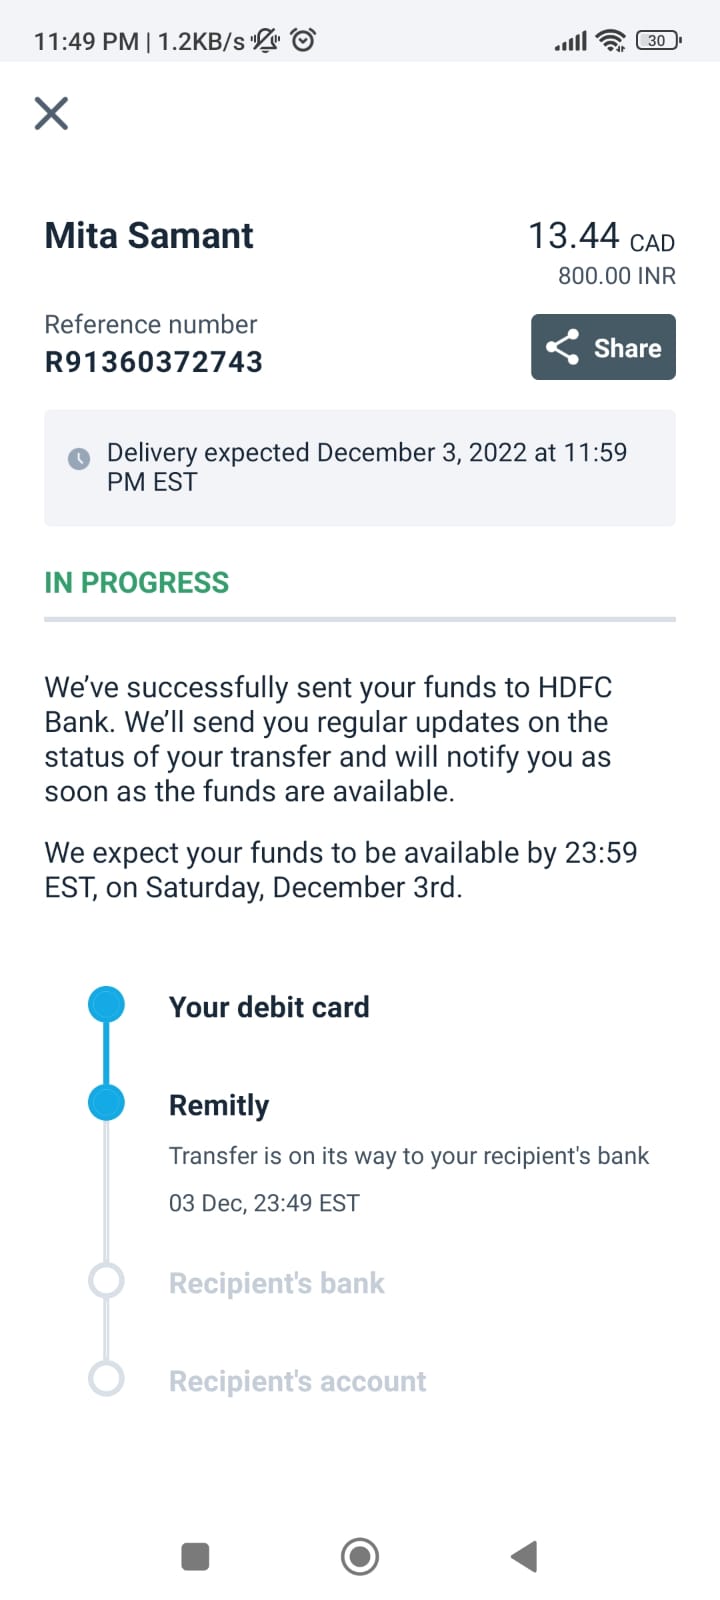 11:49 PM | 1.2KB/s
30
Mita Samant
13.44 CAD
800.00 INR
Reference number
R91360372743
Share
Delivery expected December 3, 2022 at 11:59
PM EST
IN PROGRESS
We've successfully sent your funds to HDFC
Bank. We'll send you regular updates on the
status of your transfer and will notify you as
soon as the funds are available.
We expect your funds to be available by 23:59
EST, on Saturday, December 3rd.
Your debit card
Remitly
Transfer is on its way to your recipient's bank
03 Dec, 23:49 EST
Recipient's bank
Recipient's account